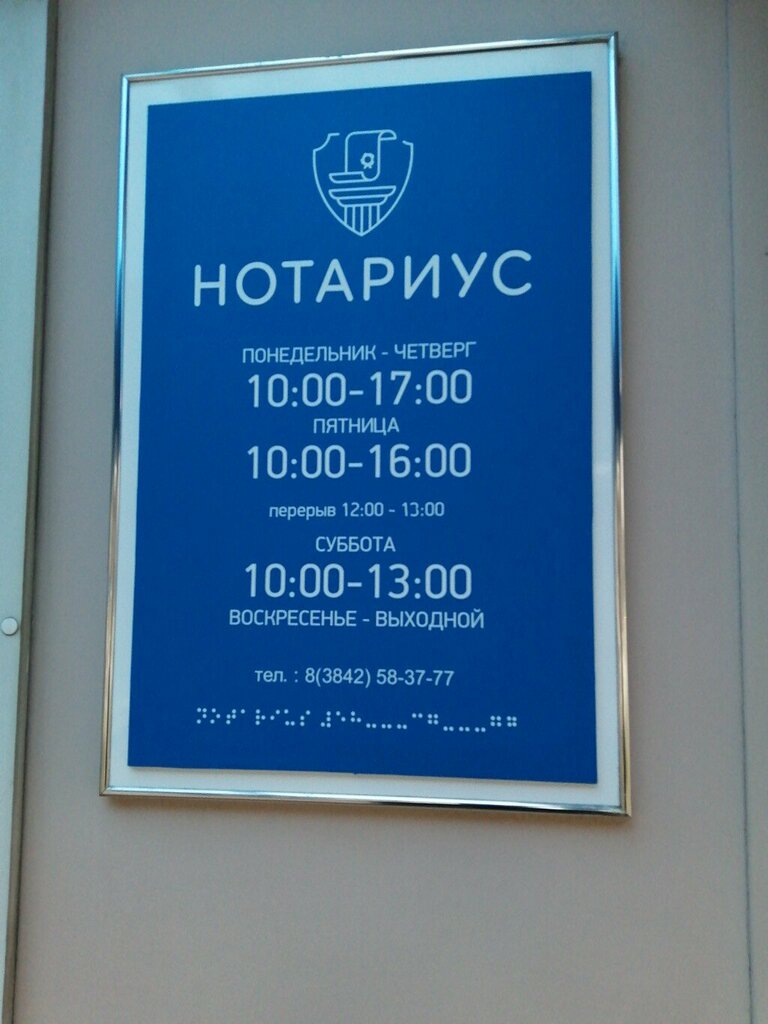 НОТАРИУС
ПОНЕДЕЛЬНИК - ЧЕТВЕРГ
10:00-17:00
ПЯТНИЦА
10:00-16:00
перерыв 12:00 - 13:00
СУББОТА
10:00-13:00
ВОСКРЕСЕНЬЕ - ВЫХОДНОЙ
тел. : 8(3842) 58-37-77